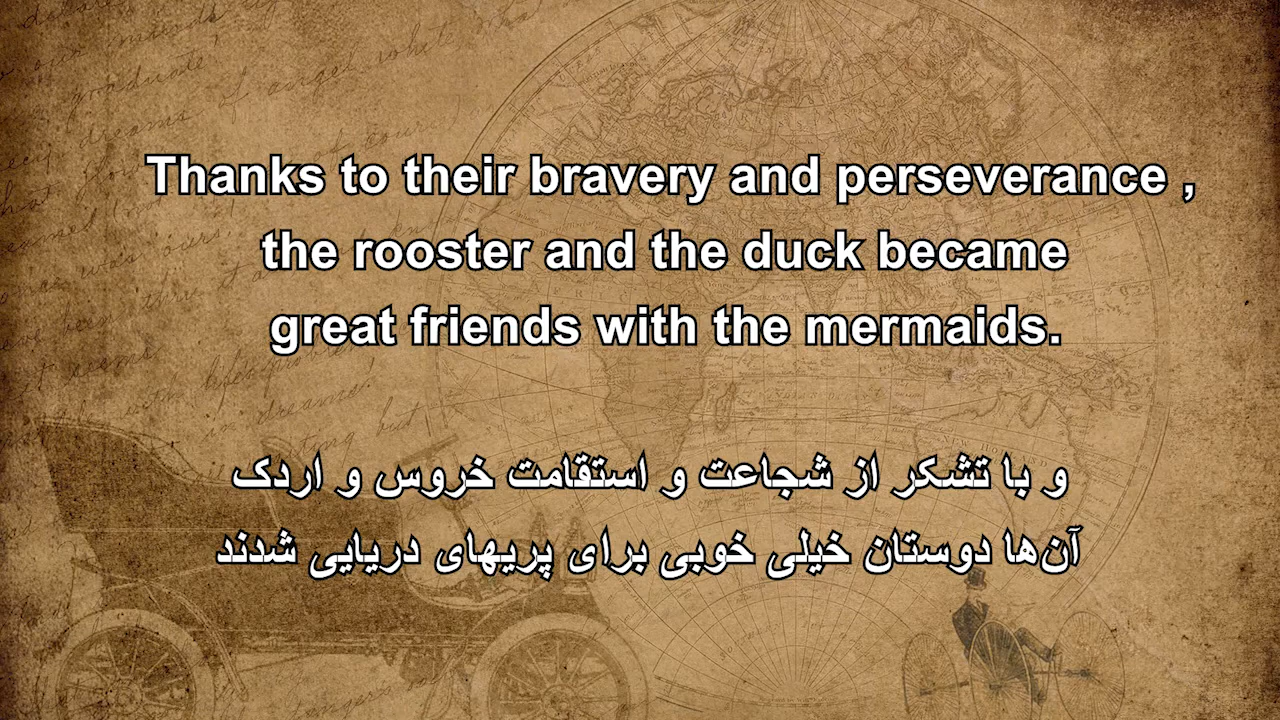 Thanks to their bravery and perseverance ,
the rooster and the duck became
great friends with the mermaids.
و با تشکر از شجاعت و استقامت خروس و اردک
آن‌ها دوستان خیلی خوبی برای پریهای دریایی شدند